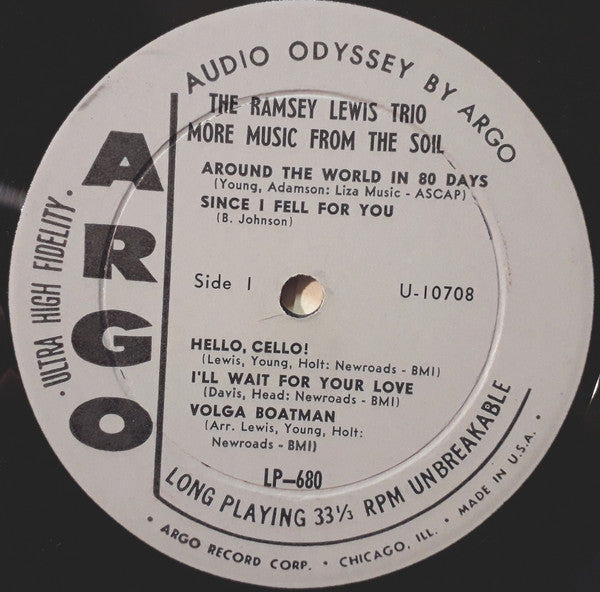 AUDIO ODYSSEY BY ARGO
THE RAMSEY LEWIS TRIO
MORE MUSIC FROM THE SOIL
AROUND THE WORLD IN 80 DAYS
(Young, Adamson: Liza Music - ASCAP)
SINCE I FELL FOR YOU
(B. Johnson)
Side 1
U-10708
HELLO, CELLO!
(Lewis, Young, Holt: Newroads - BMI)
I'LL WAIT FOR YOUR LOVE
(Davis, Head: Newroads - BMI)
VOLGA BOATMAN
(Arr. Lewis, Young, Holt:
Newroads - BMI)
LP-680
LONG PLAYING 33⅓ RPM UNBREAKABLE
• ARGO RECORD CORP. • CHICAGO, ILL. • MADE IN U.S.A. •
ARGO
• ULTRA HIGH FIDELITY •